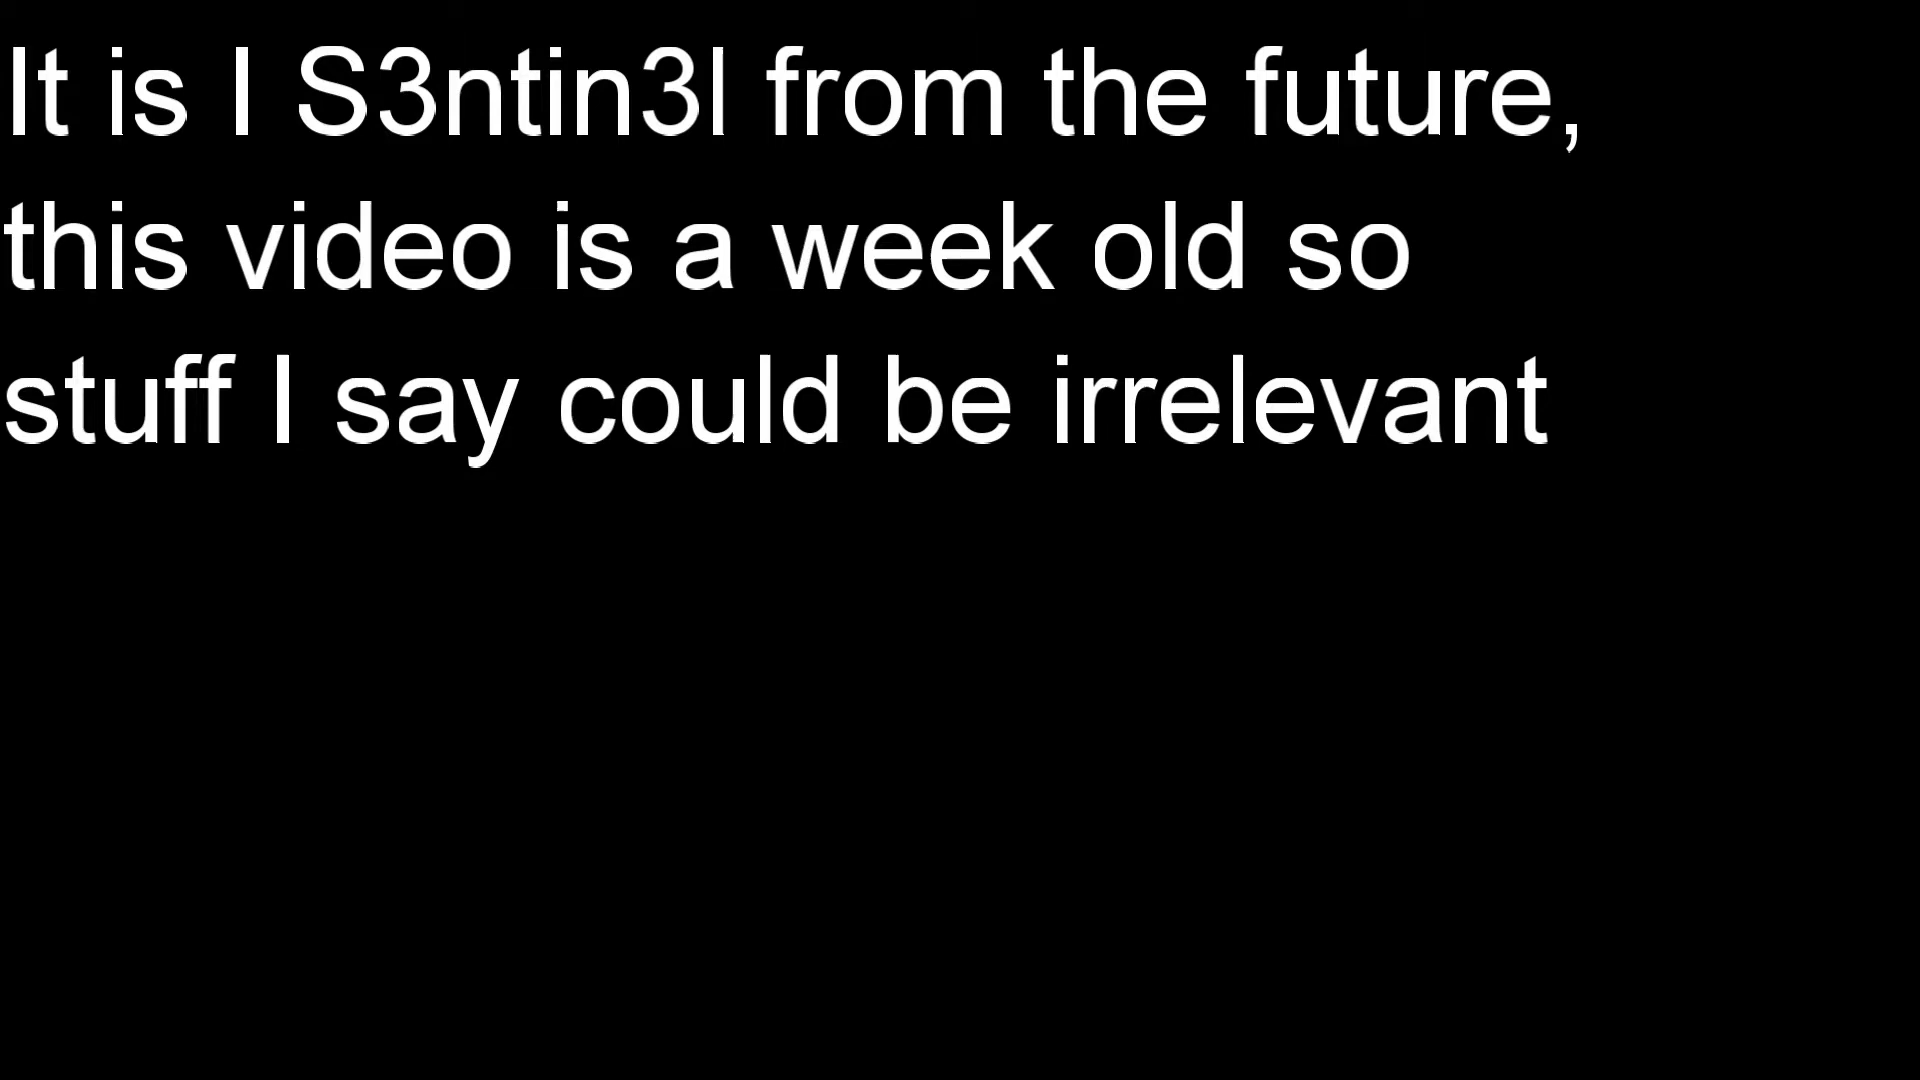 It is I S3ntin3l from the future,
this video is a week old so
stuff I say could be irrelevant